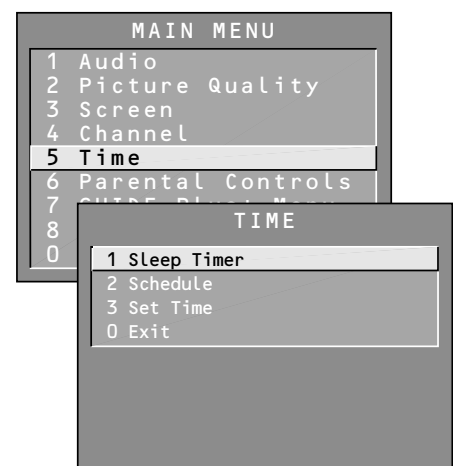 MAIN MENU
1 Audio
2 Picture Quality
3 Screen
4 Channel
5 Time
6 Parental Controls
7
8
0
TIME
1 Sleep Timer
2 Schedule
3 Set Time
0 Exit